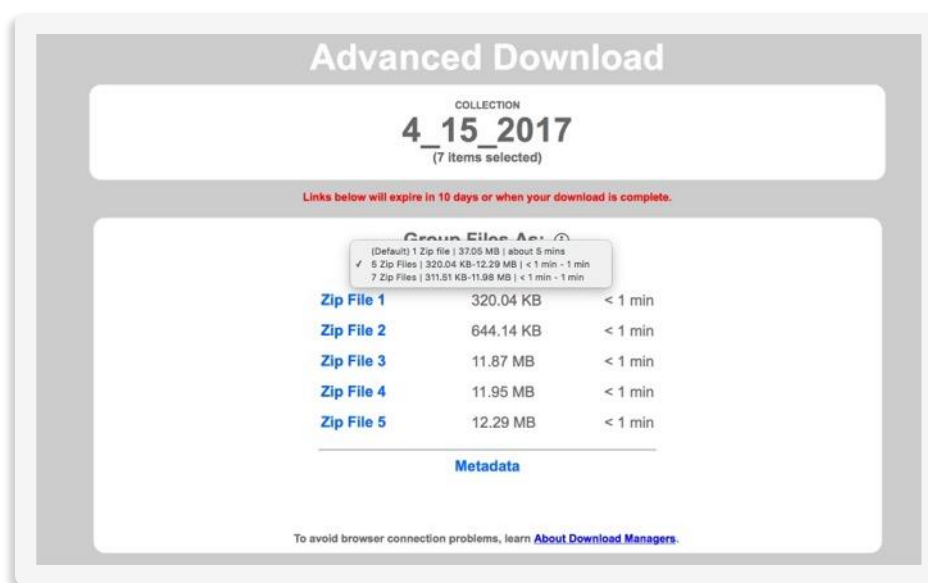 Advanced Download
COLLECTION
4_15_2017
(7 items selected)
Links below will expire in 10 days or when your download is complete.
Group Files As:
(Default) 1 Zip file | 37.05 MB | about 5 mins
✓ 5 Zip Files | 320.04 KB-12.29 MB | < 1 min - 1 min
7 Zip Files | 311.51 KB-11.98 MB | < 1 min - 1 min
Zip File 1 320.04 KB < 1 min
Zip File 2 644.14 KB < 1 min
Zip File 3 11.87 MB < 1 min
Zip File 4 11.95 MB < 1 min
Zip File 5 12.29 MB < 1 min
Metadata
To avoid browser connection problems, learn About Download Managers.